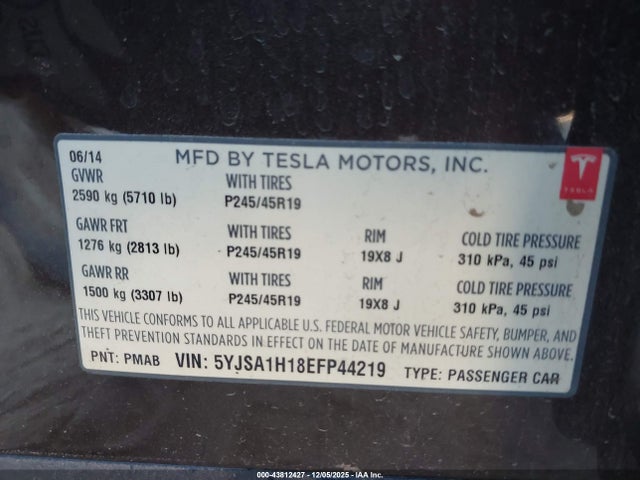 06/14 MFD BY TESLA MOTORS, INC.
GVWR WITH TIRES
2590 kg (5710 lb) P245/45R19
TESLA
GAWR FRT WITH TIRES RIM COLD TIRE PRESSURE
1276 kg (2813 lb) P245/45R19 19X8 J 310 kPa, 45 psi
GAWR RR WITH TIRES RIM COLD TIRE PRESSURE
1500 kg (3307 lb) P245/45R19 19X8 J 310 kPa, 45 psi
THIS VEHICLE CONFORMS TO ALL APPLICABLE U.S. FEDERAL MOTOR VEHICLE SAFETY, BUMPER, AND
THEFT PREVENTION STANDARDS IN EFFECT ON THE DATE OF MANUFACTURE SHOWN ABOVE.
PNT: PMAB VIN: 5YJSA1H18EFP44219 TYPE: PASSENGER CAR
000-43812427 - 12/05/2025 - IAA Inc.